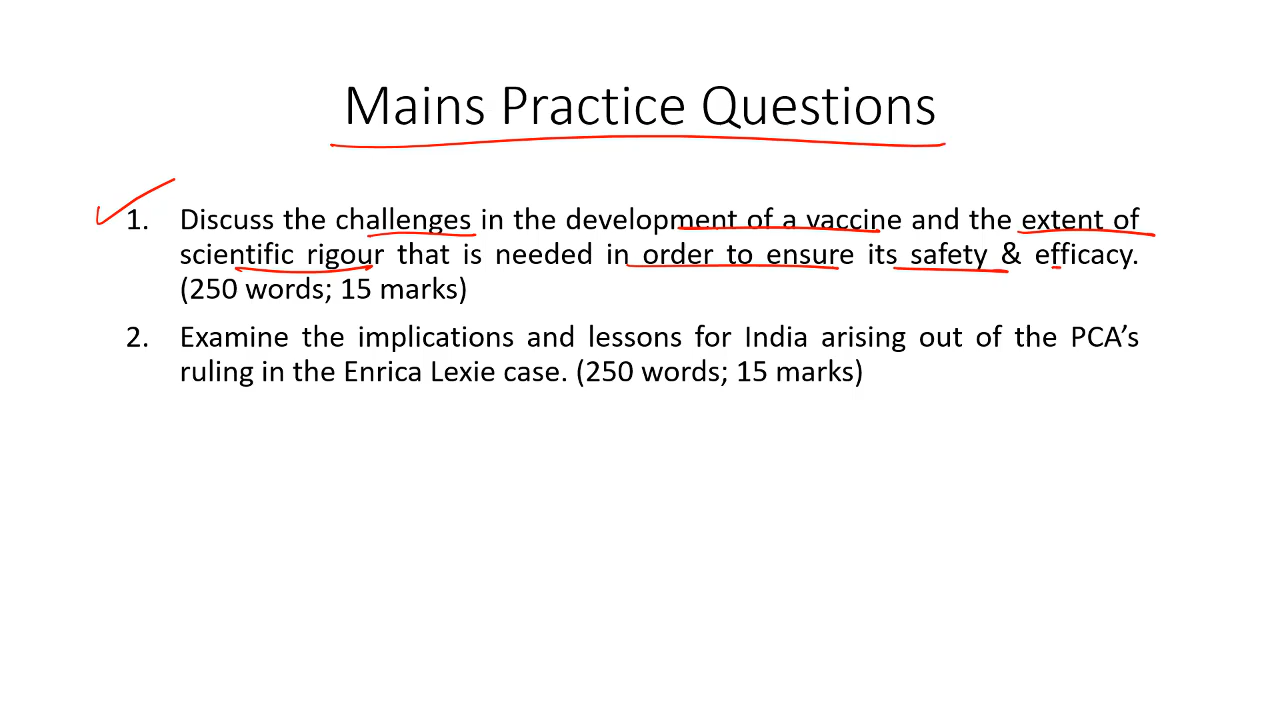 Mains Practice Questions
1. Discuss the challenges in the development of a vaccine and the extent of
scientific rigour that is needed in order to ensure its safety & efficacy.
(250 words; 15 marks)
2. Examine the implications and lessons for India arising out of the PCA’s
ruling in the Enrica Lexie case. (250 words; 15 marks)